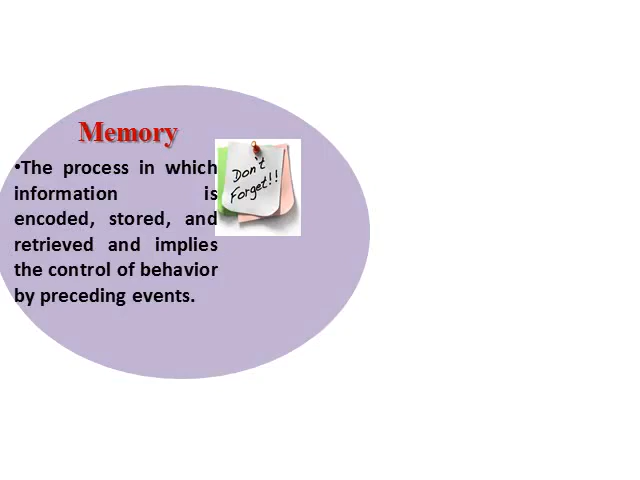 Memory
•The process in which
information is
encoded, stored, and
retrieved and implies
the control of behavior
by preceding events.
Don't
Forget!!